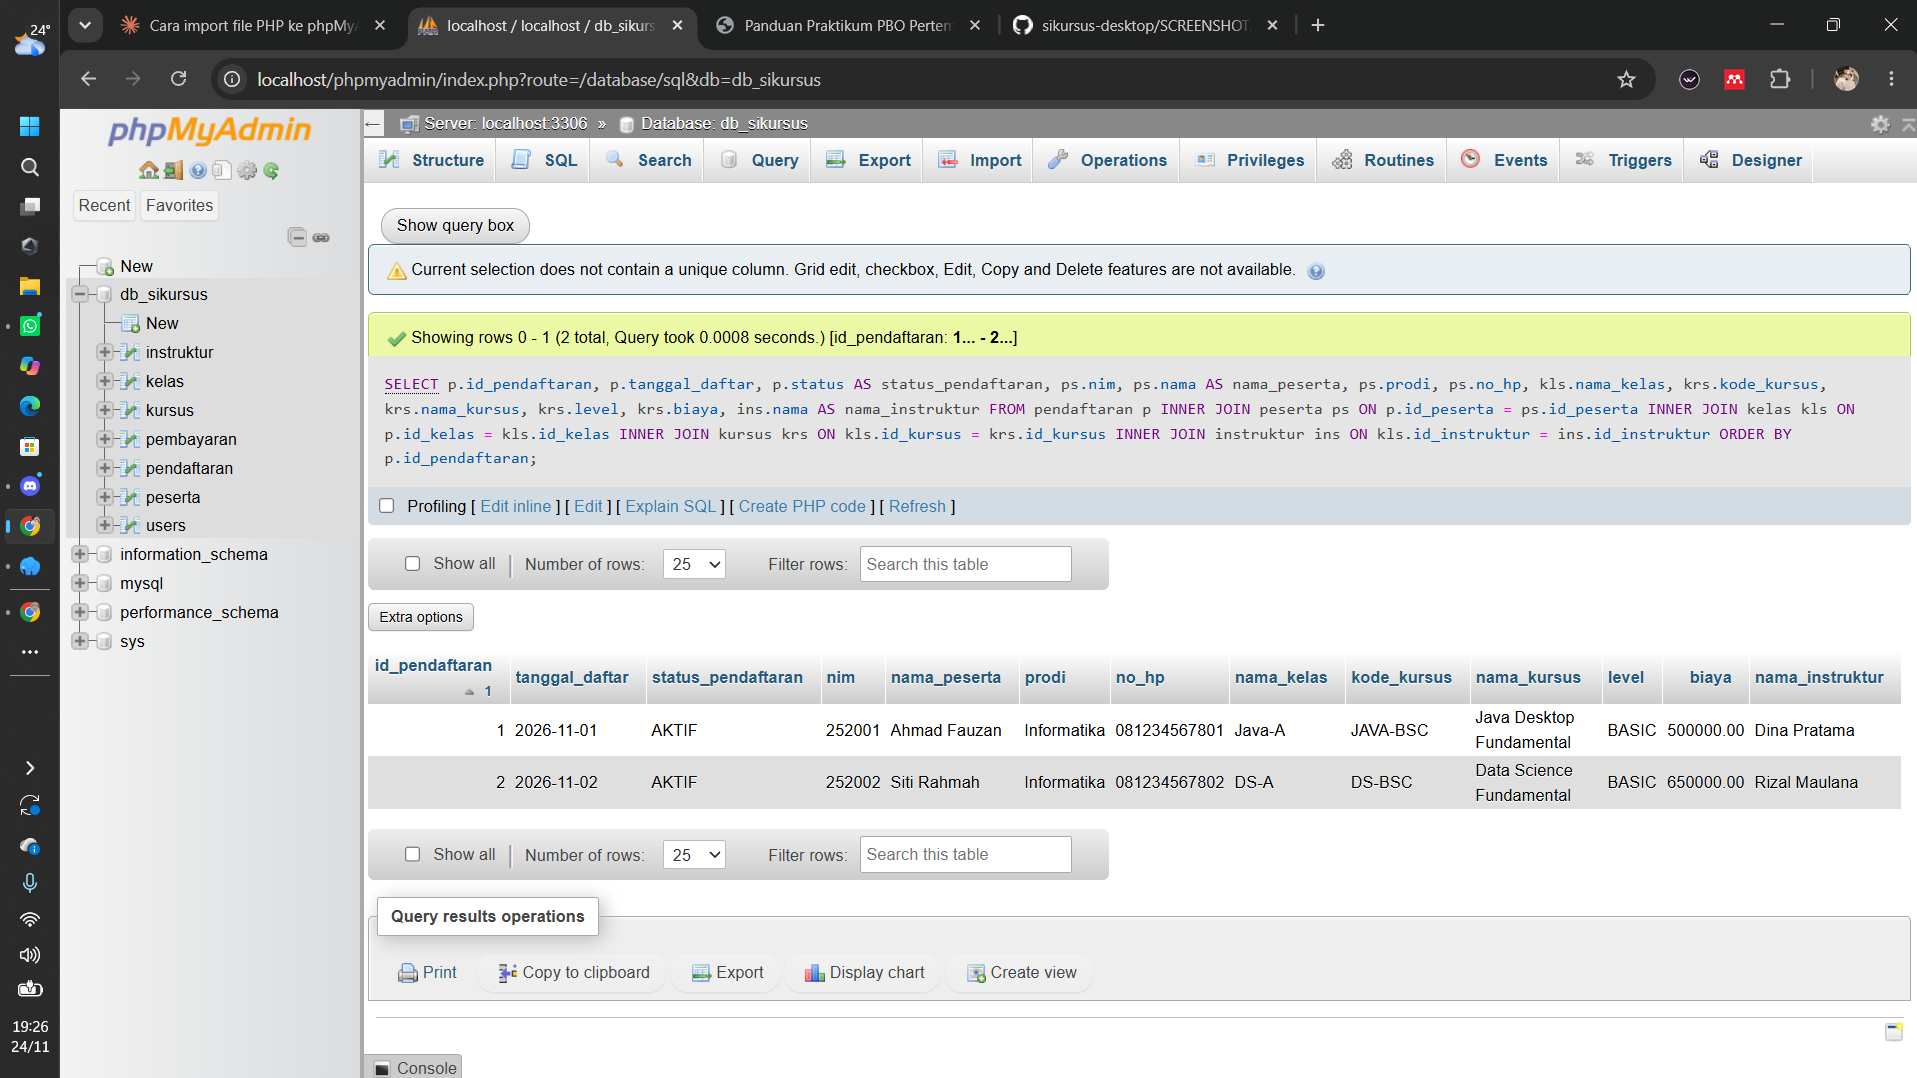 24°
Cara import file PHP ke phpMy
localhost / localhost / db_sikurs
Panduan Praktikum PBO Pertem
sikursus-desktop/SCREENSHOT
localhost/phpmyadmin/index.php?route=/database/sql&db=db_sikursus
phpMyAdmin
Recent
Favorites
New
db_sikursus
New
instruktur
kelas
kursus
pembayaran
pendaftaran
peserta
users
information_schema
mysql
performance_schema
sys
Server: localhost:3306 » Database: db_sikursus
Structure
SQL
Search
Query
Export
Import
Operations
Privileges
Routines
Events
Triggers
Designer
Show query box
Current selection does not contain a unique column. Grid edit, checkbox, Edit, Copy and Delete features are not available.
Showing rows 0 - 1 (2 total, Query took 0.0008 seconds.) [id_pendaftaran: 1... - 2...]
SELECT p.id_pendaftaran, p.tanggal_daftar, p.status AS status_pendaftaran, ps.nim, ps.nama AS nama_peserta, ps.prodi, ps.no_hp, kls.nama_kelas, krs.kode_kursus,
krs.nama_kursus, krs.level, krs.biaya, ins.nama AS nama_instruktur FROM pendaftaran p INNER JOIN peserta ps ON p.id_peserta = ps.id_peserta INNER JOIN kelas kls ON
p.id_kelas = kls.id_kelas INNER JOIN kursus krs ON kls.id_kursus = krs.id_kursus INNER JOIN instruktur ins ON kls.id_instruktur = ins.id_instruktur ORDER BY
p.id_pendaftaran;
Profiling [ Edit inline ] [ Edit ] [ Explain SQL ] [ Create PHP code ] [ Refresh ]
Show all | Number of rows: 25 Filter rows: Search this table
Extra options
id_pendaftaran 1 tanggal_daftar status_pendaftaran nim nama_peserta prodi no_hp nama_kelas kode_kursus nama_kursus level biaya nama_instruktur
1 2026-11-01 AKTIF 252001 Ahmad Fauzan Informatika 081234567801 Java-A JAVA-BSC Java Desktop Fundamental BASIC 500000.00 Dina Pratama
2 2026-11-02 AKTIF 252002 Siti Rahmah Informatika 081234567802 DS-A DS-BSC Data Science Fundamental BASIC 650000.00 Rizal Maulana
Show all | Number of rows: 25 Filter rows: Search this table
Query results operations
Print
Copy to clipboard
Export
Display chart
Create view
Console
19:26
24/11